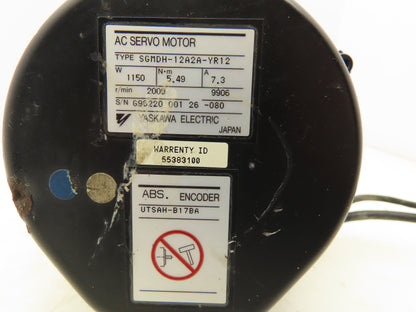 AC SERVO MOTOR
TYPE SGMDH-12A2A-YR12
W N·m A
1150 5.49 7.3
r/min 2000 9906
S/N G95220 001 26 -080
YASKAWA ELECTRIC
JAPAN
WARRENTY ID
55383100
ABS. ENCODER
UTSAH-B17BA